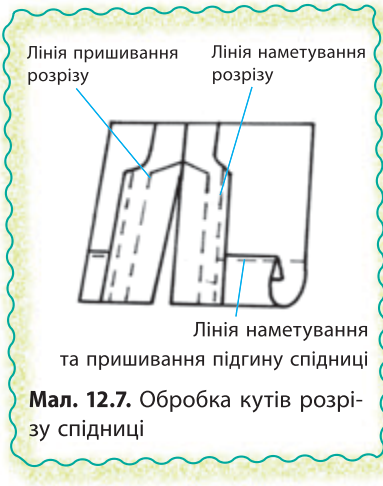 Лінія пришивання
розрізу
Лінія наметування
розрізу
Лінія наметування
та пришивання підгину спідниці
Мал. 12.7. Обробка кутів розрі-
зу спідниці